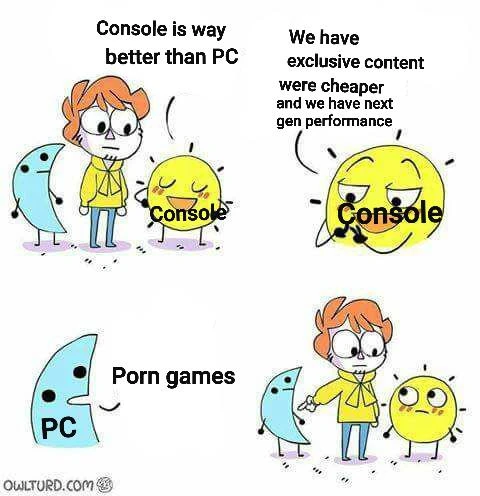 Console is way
better than PC
We have
exclusive content
were cheaper
and we have next
gen performance
Console
Console
Porn games
PC
OWLTURD.COM